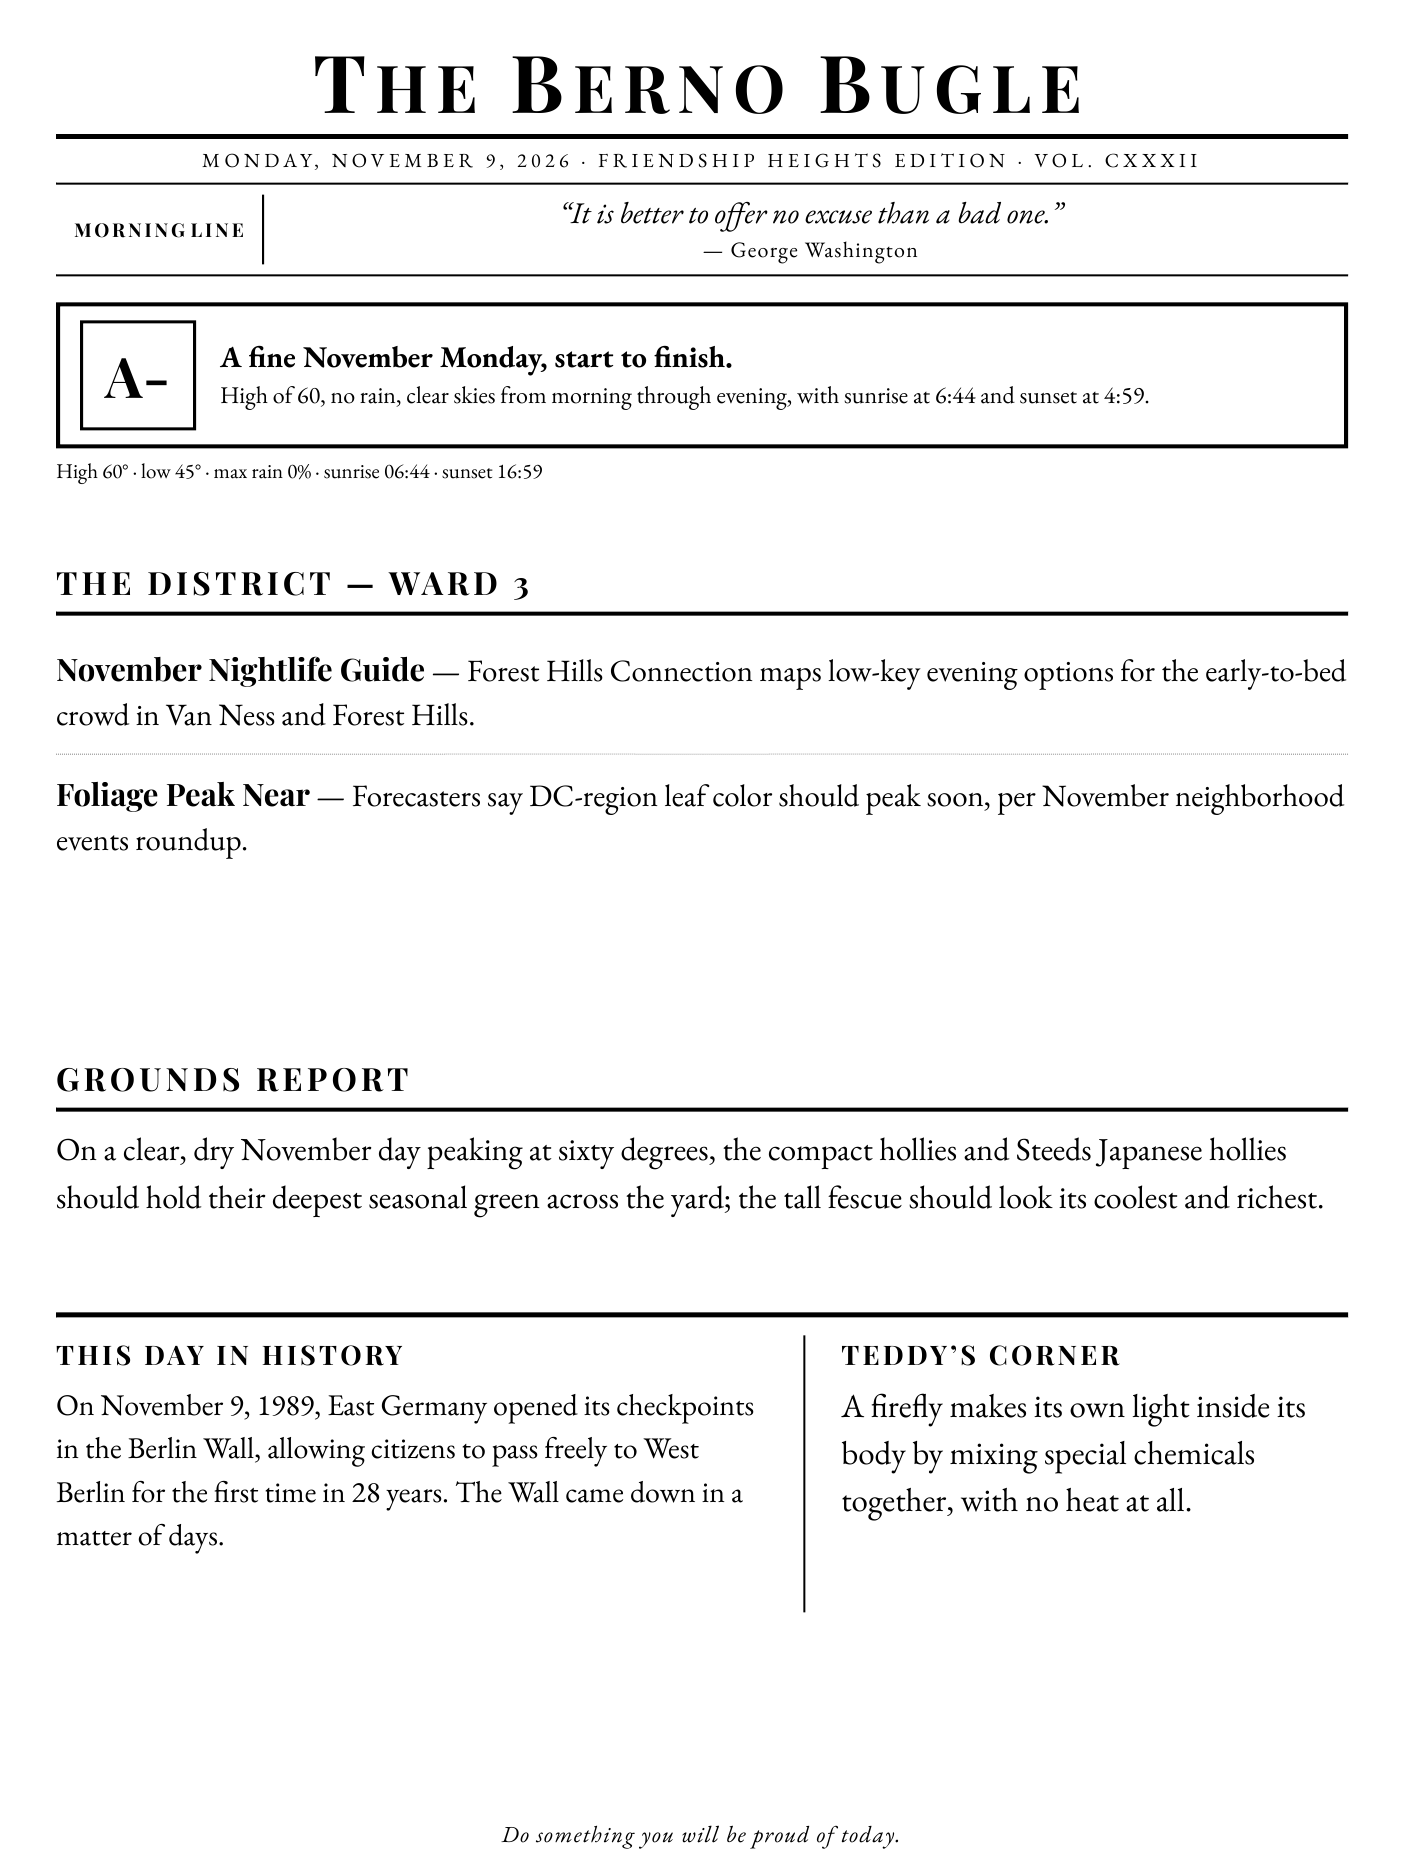 THE BERNO BUGLE
MONDAY, NOVEMBER 9, 2026 · FRIENDSHIP HEIGHTS EDITION · VOL. CXXXII
MORNING LINE
“It is better to offer no excuse than a bad one.”
— George Washington
A-
A fine November Monday, start to finish.
High of 60, no rain, clear skies from morning through evening, with sunrise at 6:44 and sunset at 4:59.
High 60° · low 45° · max rain 0% · sunrise 06:44 · sunset 16:59
THE DISTRICT — WARD 3
November Nightlife Guide — Forest Hills Connection maps low-key evening options for the early-to-bed
crowd in Van Ness and Forest Hills.
Foliage Peak Near — Forecasters say DC-region leaf color should peak soon, per November neighborhood
events roundup.
GROUNDS REPORT
On a clear, dry November day peaking at sixty degrees, the compact hollies and Steeds Japanese hollies
should hold their deepest seasonal green across the yard; the tall fescue should look its coolest and richest.
THIS DAY IN HISTORY
On November 9, 1989, East Germany opened its checkpoints
in the Berlin Wall, allowing citizens to pass freely to West
Berlin for the first time in 28 years. The Wall came down in a
matter of days.
TEDDY’S CORNER
A firefly makes its own light inside its
body by mixing special chemicals
together, with no heat at all.
Do something you will be proud of today.